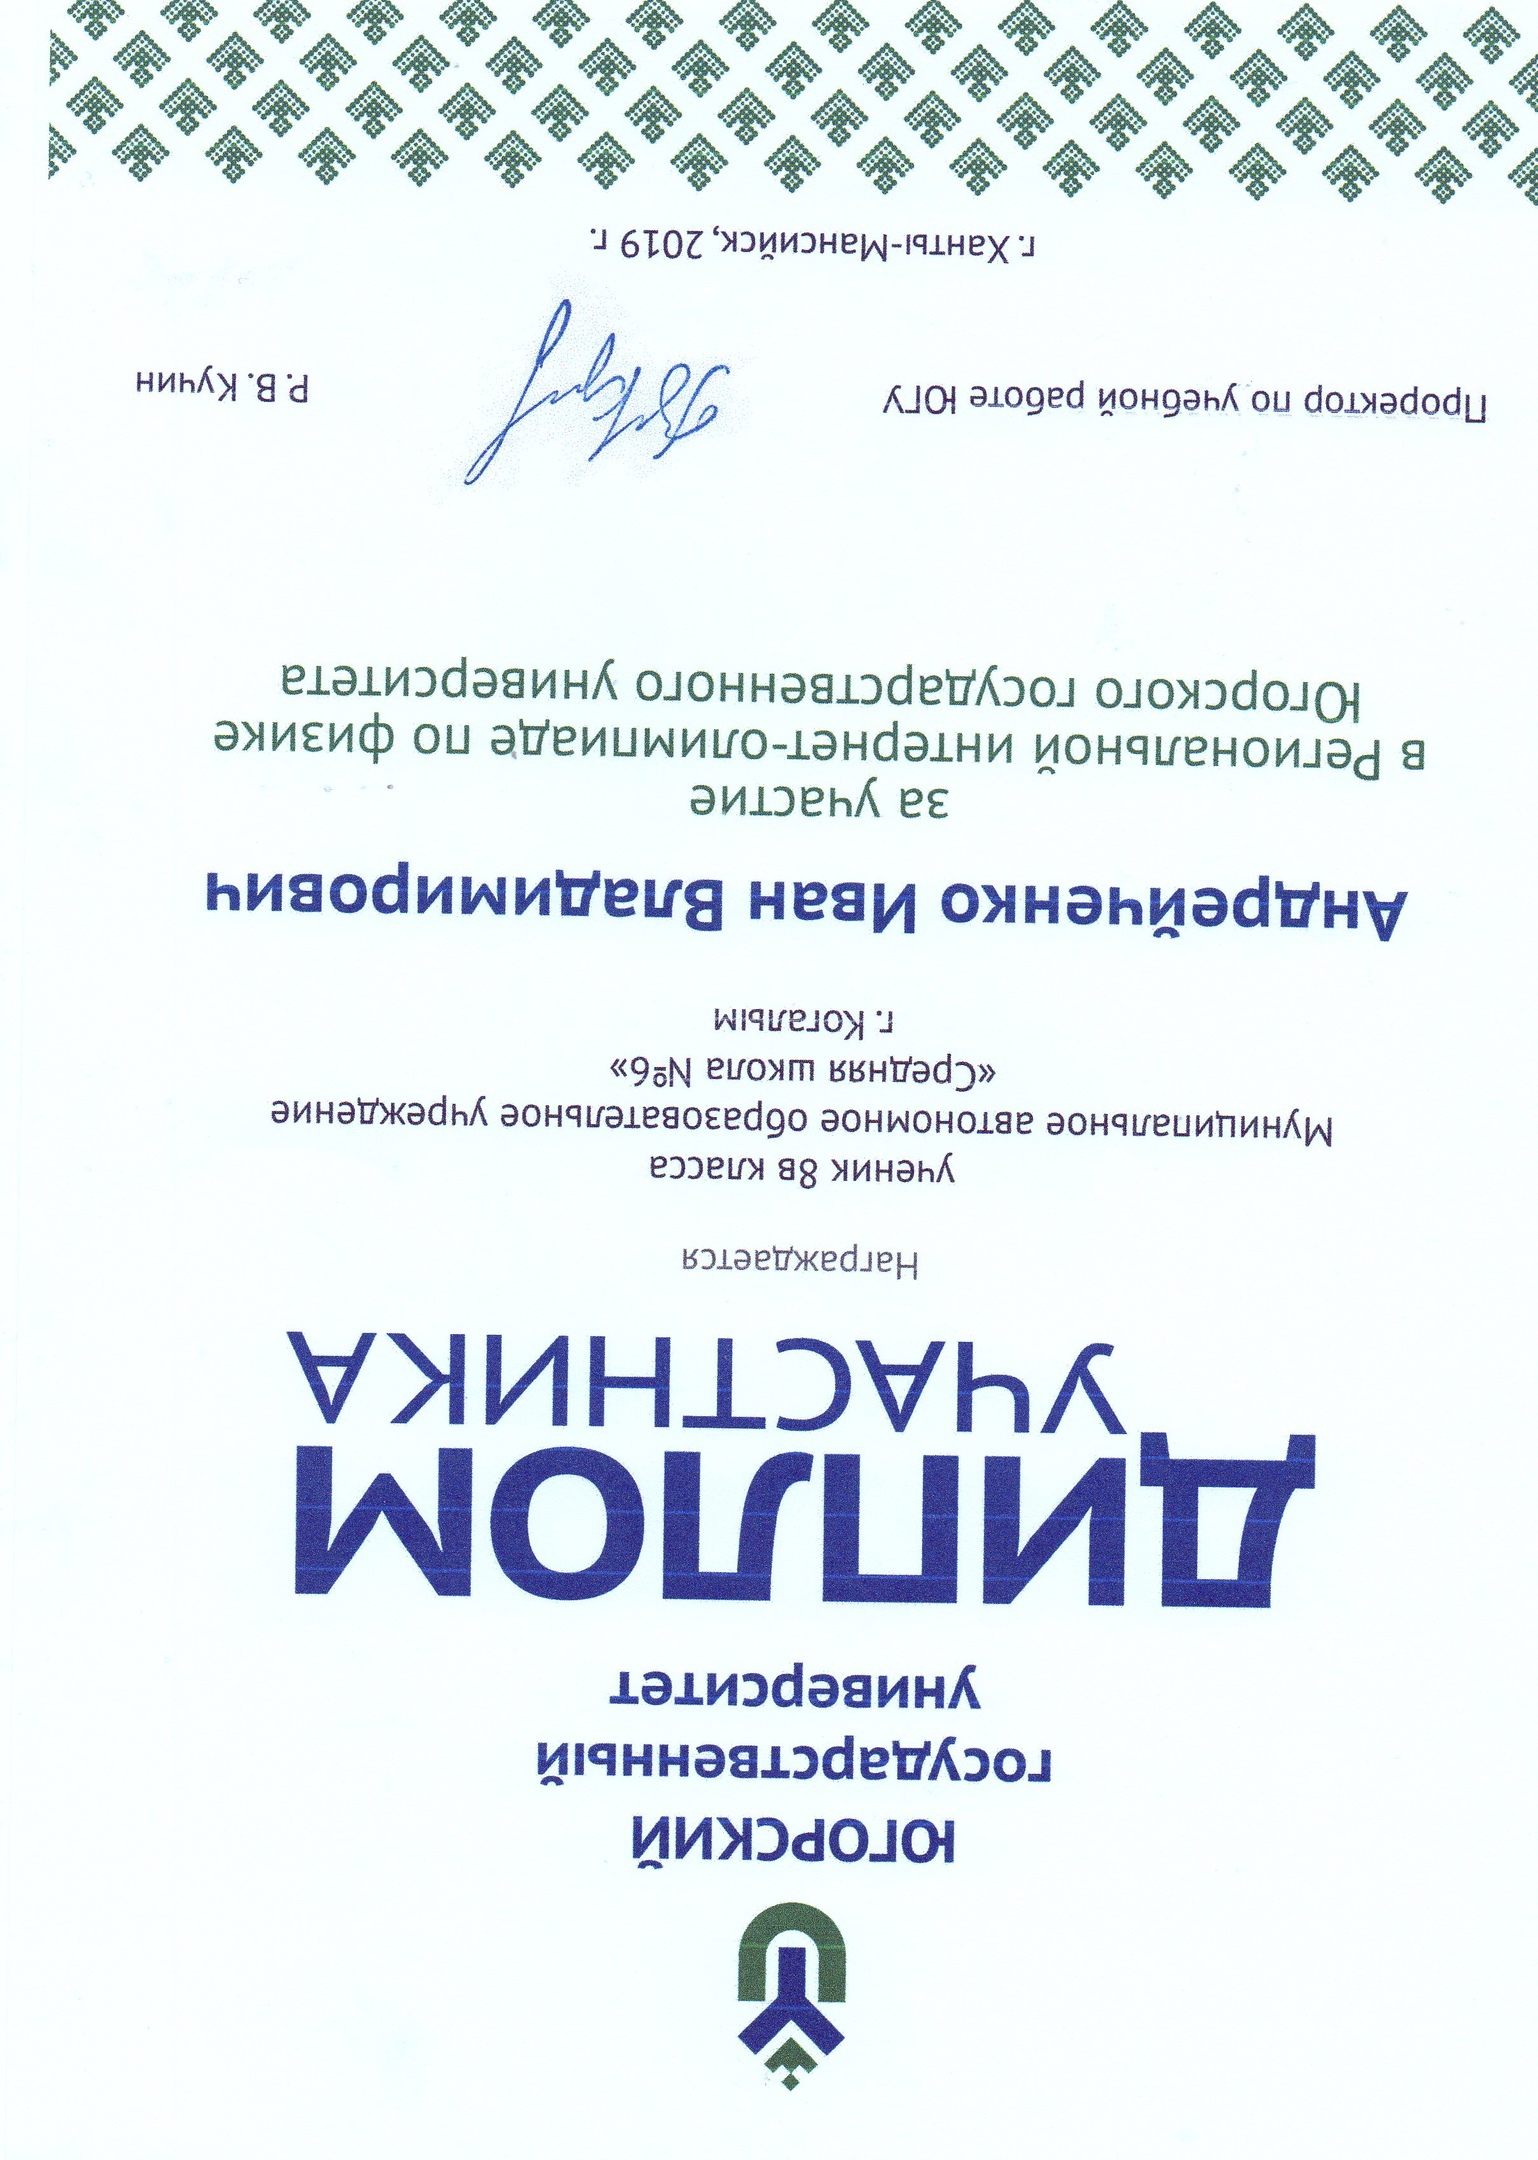 ЮГОРСКИЙ
государственный
университет
ДИПЛОМ
УЧАСТНИКА
Награждается
ученик 8в класса
Муниципальное автономное образовательное учреждение
«Средняя школа №6»
г. Когалым
Андрейченко Иван Владимирович
за участие
в Региональной интернет-олимпиаде по физике
Югорского государственного университета
Проректор по учебной работе ЮГУ
Р. В. Кучин
г. Ханты-Мансийск, 2019 г.